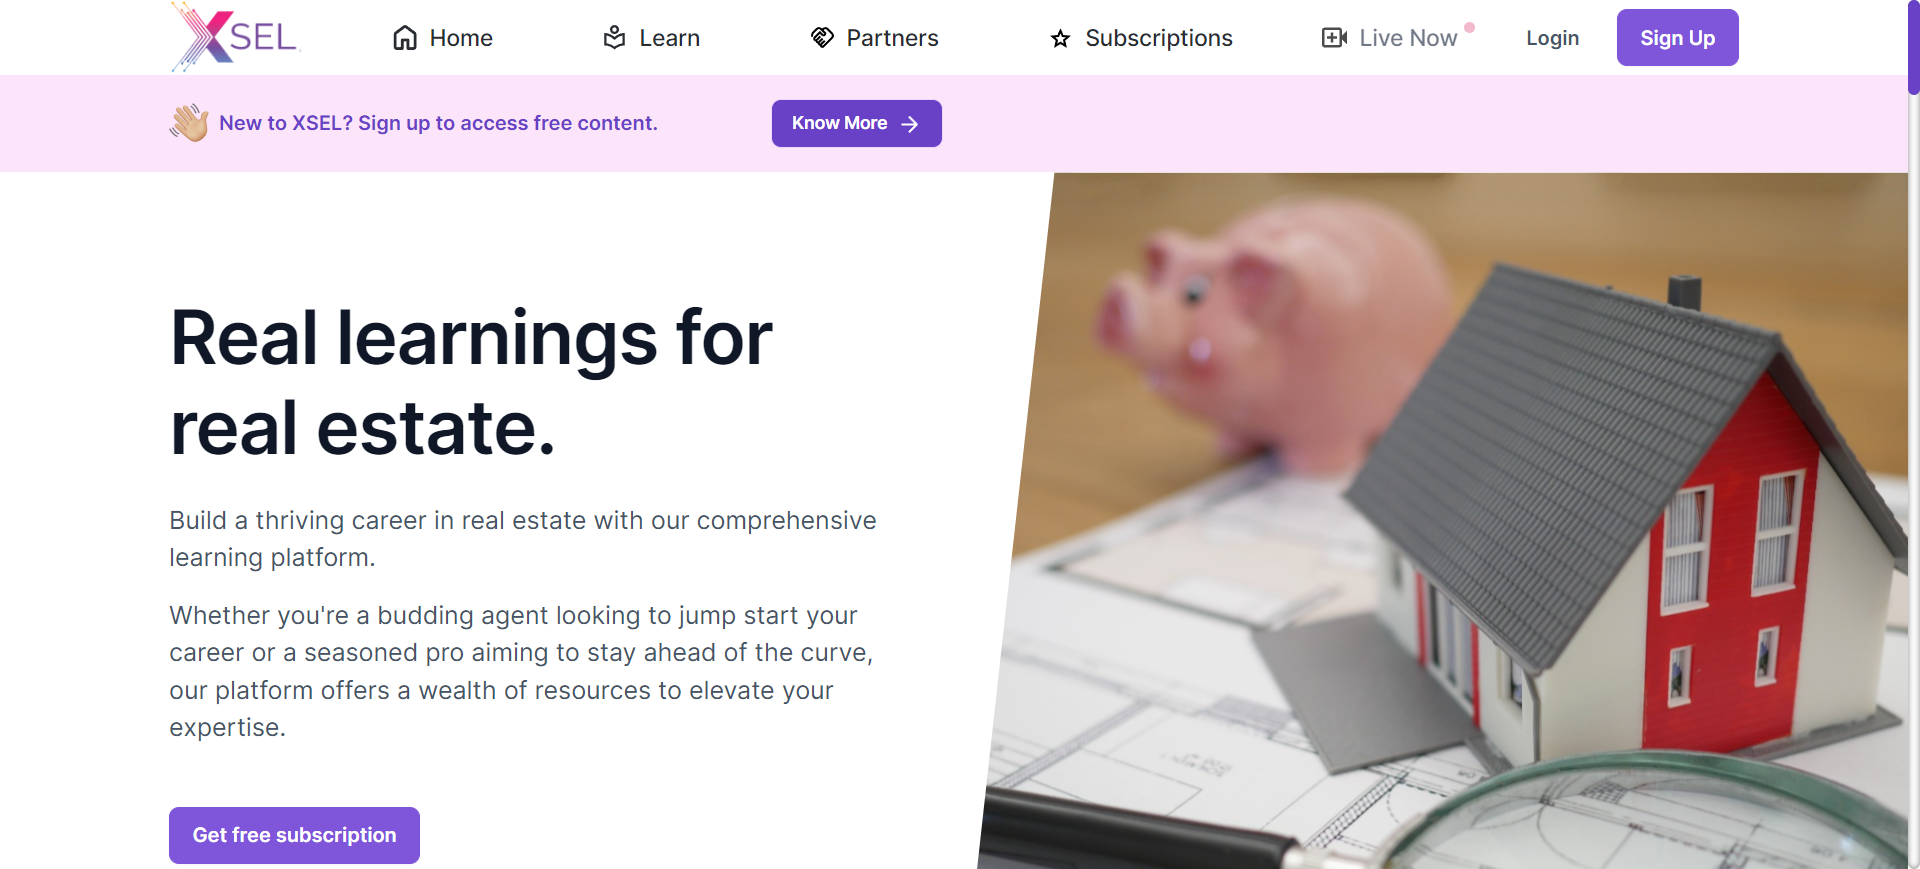 XSEL
Home
Learn
Partners
Subscriptions
Live Now
Login
Sign Up
New to XSEL? Sign up to access free content.
Know More
Real learnings for
real estate.
Build a thriving career in real estate with our comprehensive
learning platform.
Whether you're a budding agent looking to jump start your
career or a seasoned pro aiming to stay ahead of the curve,
our platform offers a wealth of resources to elevate your
expertise.
Get free subscription